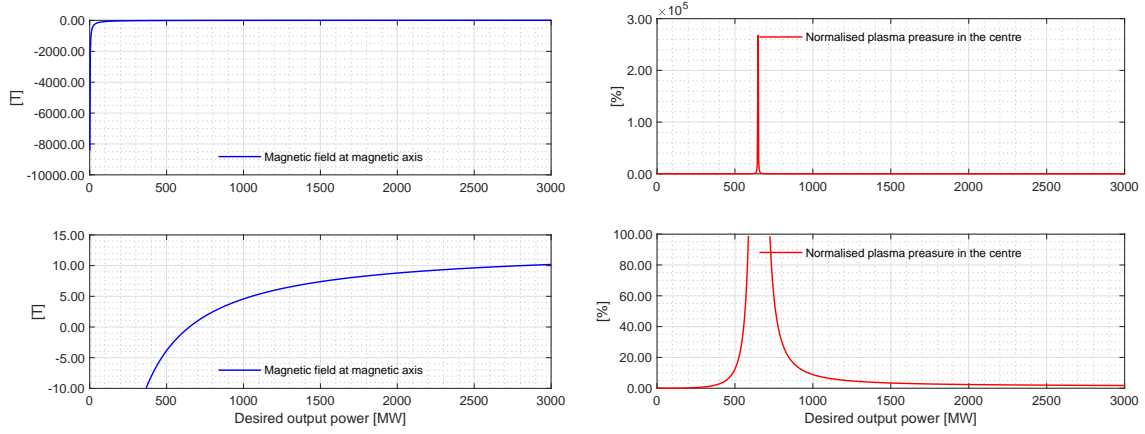 0.00
-2000.00
-4000.00
-6000.00
-8000.00
-10000.00
[T]
Magnetic field at magnetic axis
0 500 1000 1500 2000 2500 3000
×10⁵
3.00
2.00
1.00
0.00
[%]
Normalised plasma preasure in the centre
0 500 1000 1500 2000 2500 3000
15.00
10.00
5.00
0.00
-5.00
-10.00
[T]
Magnetic field at magnetic axis
0 500 1000 1500 2000 2500 3000
Desired output power [MW]
100.00
80.00
60.00
40.00
20.00
0.00
[%]
Normalised plasma preasure in the centre
0 500 1000 1500 2000 2500 3000
Desired output power [MW]